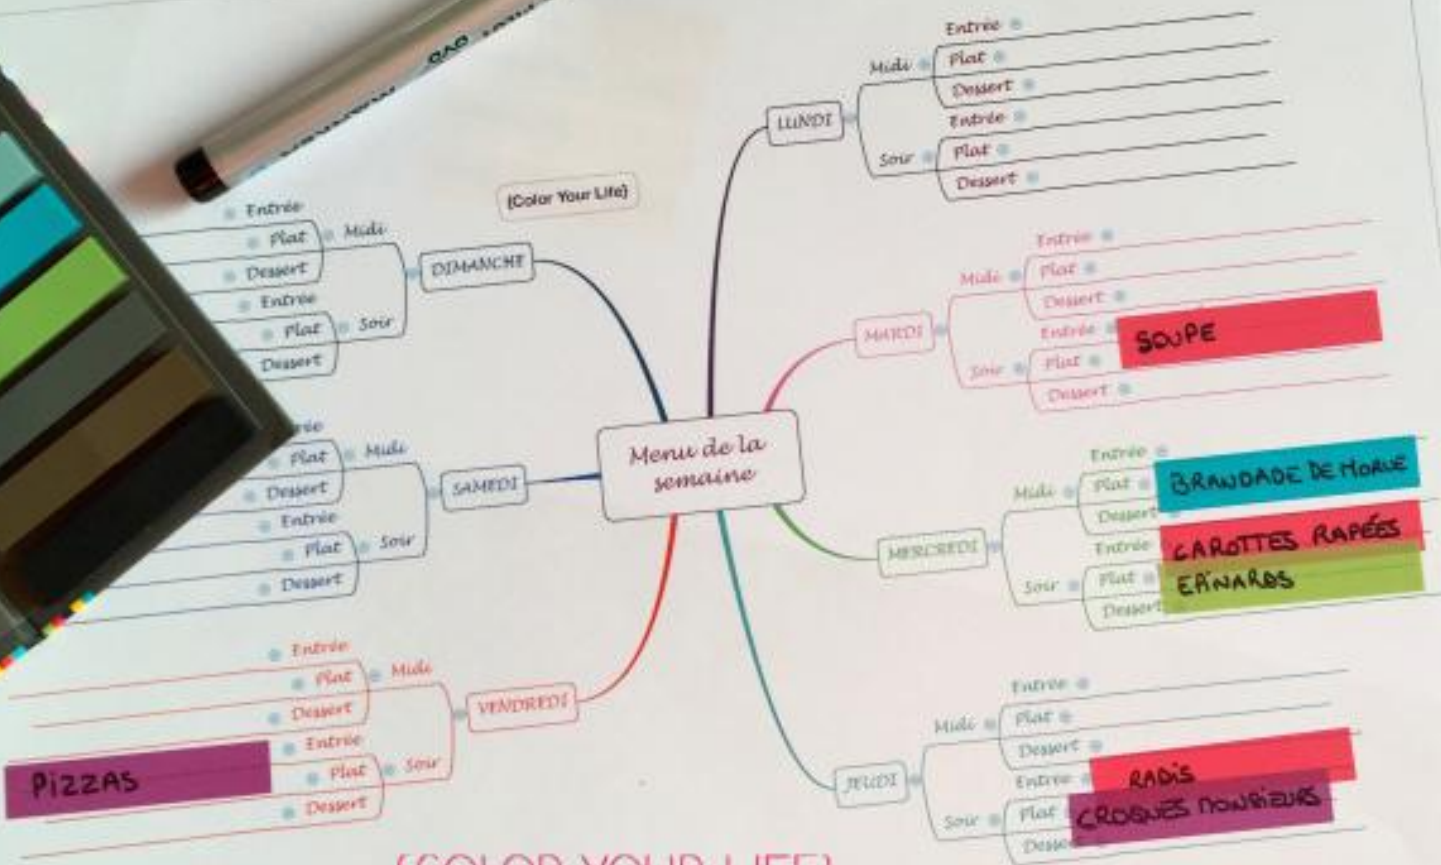 Menu de la
semaine
{Color Your Life}
LUNDI
Midi
Entrée
Plat
Dessert
Soir
Entrée
Plat
Dessert
MARDI
Midi
Entrée
Plat
Dessert
Soir
Entrée
SOUPE
Plat
Dessert
MERCREDI
Midi
Entrée
Plat
BRANDADE DE MORUE
Dessert
Soir
Entrée
CAROTTES RAPÉES
Plat
EPINARDS
Dessert
JEUDI
Midi
Entrée
Plat
Dessert
Soir
Entrée
RADIS
Plat
CROQUES MONSIEURS
VENDREDI
Midi
Entrée
Plat
Dessert
Soir
Entrée
Plat
PIZZAS
Dessert
SAMEDI
Midi
Plat
Dessert
Soir
Entrée
Plat
Dessert
DIMANCHE
Midi
Entrée
Plat
Dessert
Soir
Entrée
Plat
Dessert
{COLOR YOUR LIFE}